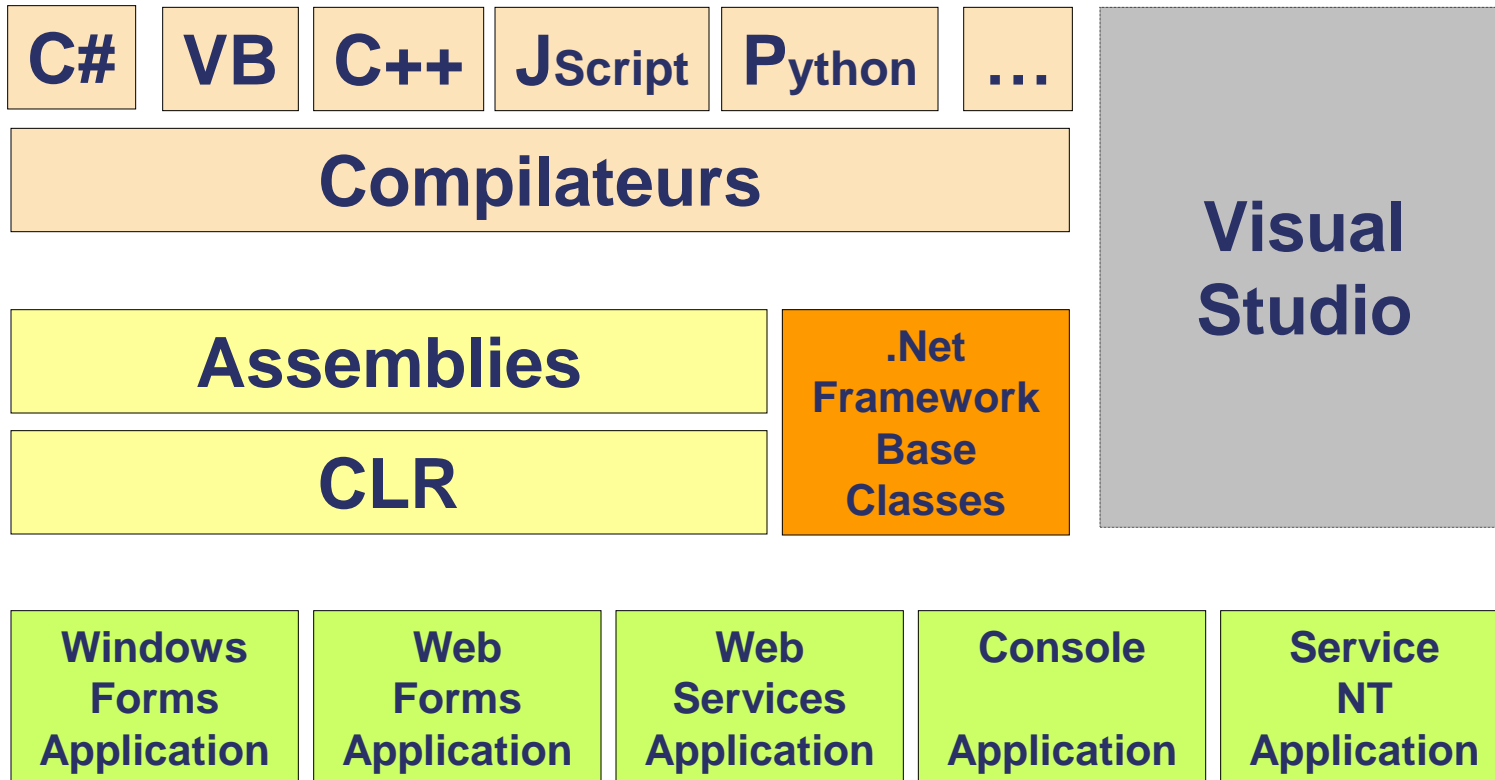 C#
VB
C++
JScript
Python
...
Compilateurs
Visual
Studio
Assemblies
CLR
.Net
Framework
Base
Classes
Windows
Forms
Application
Web
Forms
Application
Web
Services
Application
Console
Application
Service
NT
Application